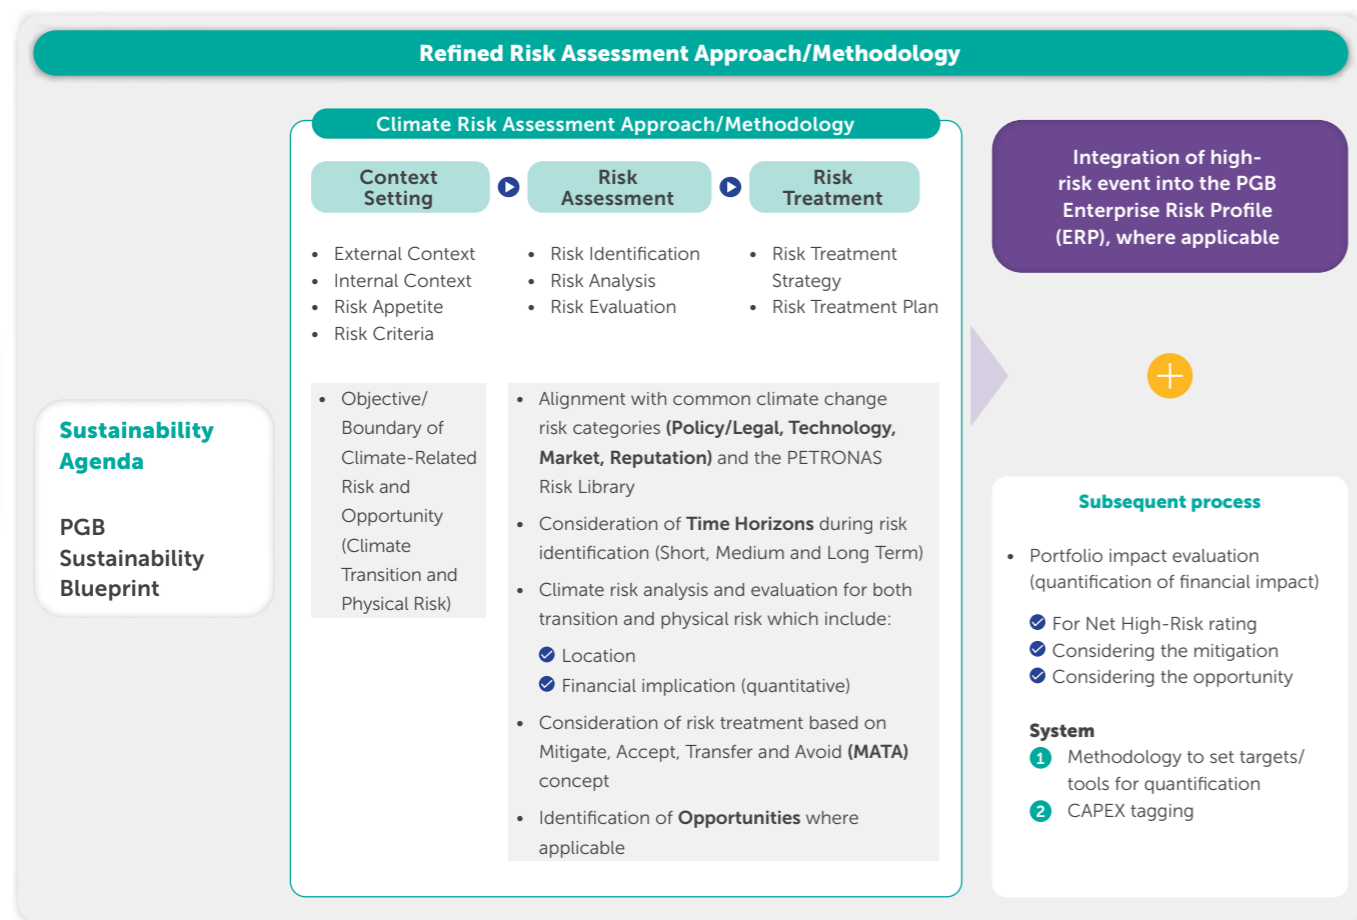 Refined Risk Assessment Approach/Methodology
Sustainability
Agenda
PGB
Sustainability
Blueprint
Climate Risk Assessment Approach/Methodology
Context
Setting
• External Context
• Internal Context
• Risk Appetite
• Risk Criteria
• Objective/
Boundary of
Climate-Related
Risk and
Opportunity
(Climate
Transition and
Physical Risk)
Risk
Assessment
• Risk Identification
• Risk Analysis
• Risk Evaluation
Risk
Treatment
• Risk Treatment
Strategy
• Risk Treatment Plan
• Alignment with common climate change
risk categories (Policy/Legal, Technology,
Market, Reputation) and the PETRONAS
Risk Library
• Consideration of Time Horizons during risk
identification (Short, Medium and Long Term)
• Climate risk analysis and evaluation for both
transition and physical risk which include:
Location
Financial implication (quantitative)
• Consideration of risk treatment based on
Mitigate, Accept, Transfer and Avoid (MATA)
concept
• Identification of Opportunities where
applicable
Integration of high-
risk event into the PGB
Enterprise Risk Profile
(ERP), where applicable
+
Subsequent process
• Portfolio impact evaluation
(quantification of financial impact)
For Net High-Risk rating
Considering the mitigation
Considering the opportunity
System
1 Methodology to set targets/
tools for quantification
2 CAPEX tagging